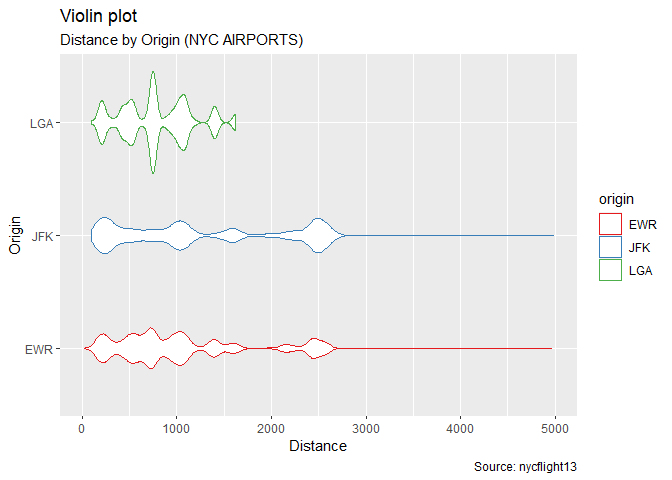 Violin plot
Distance by Origin (NYC AIRPORTS)
LGA
JFK
EWR
Origin
0 1000 2000 3000 4000 5000
Distance
origin
EWR
JFK
LGA
Source: nycflight13